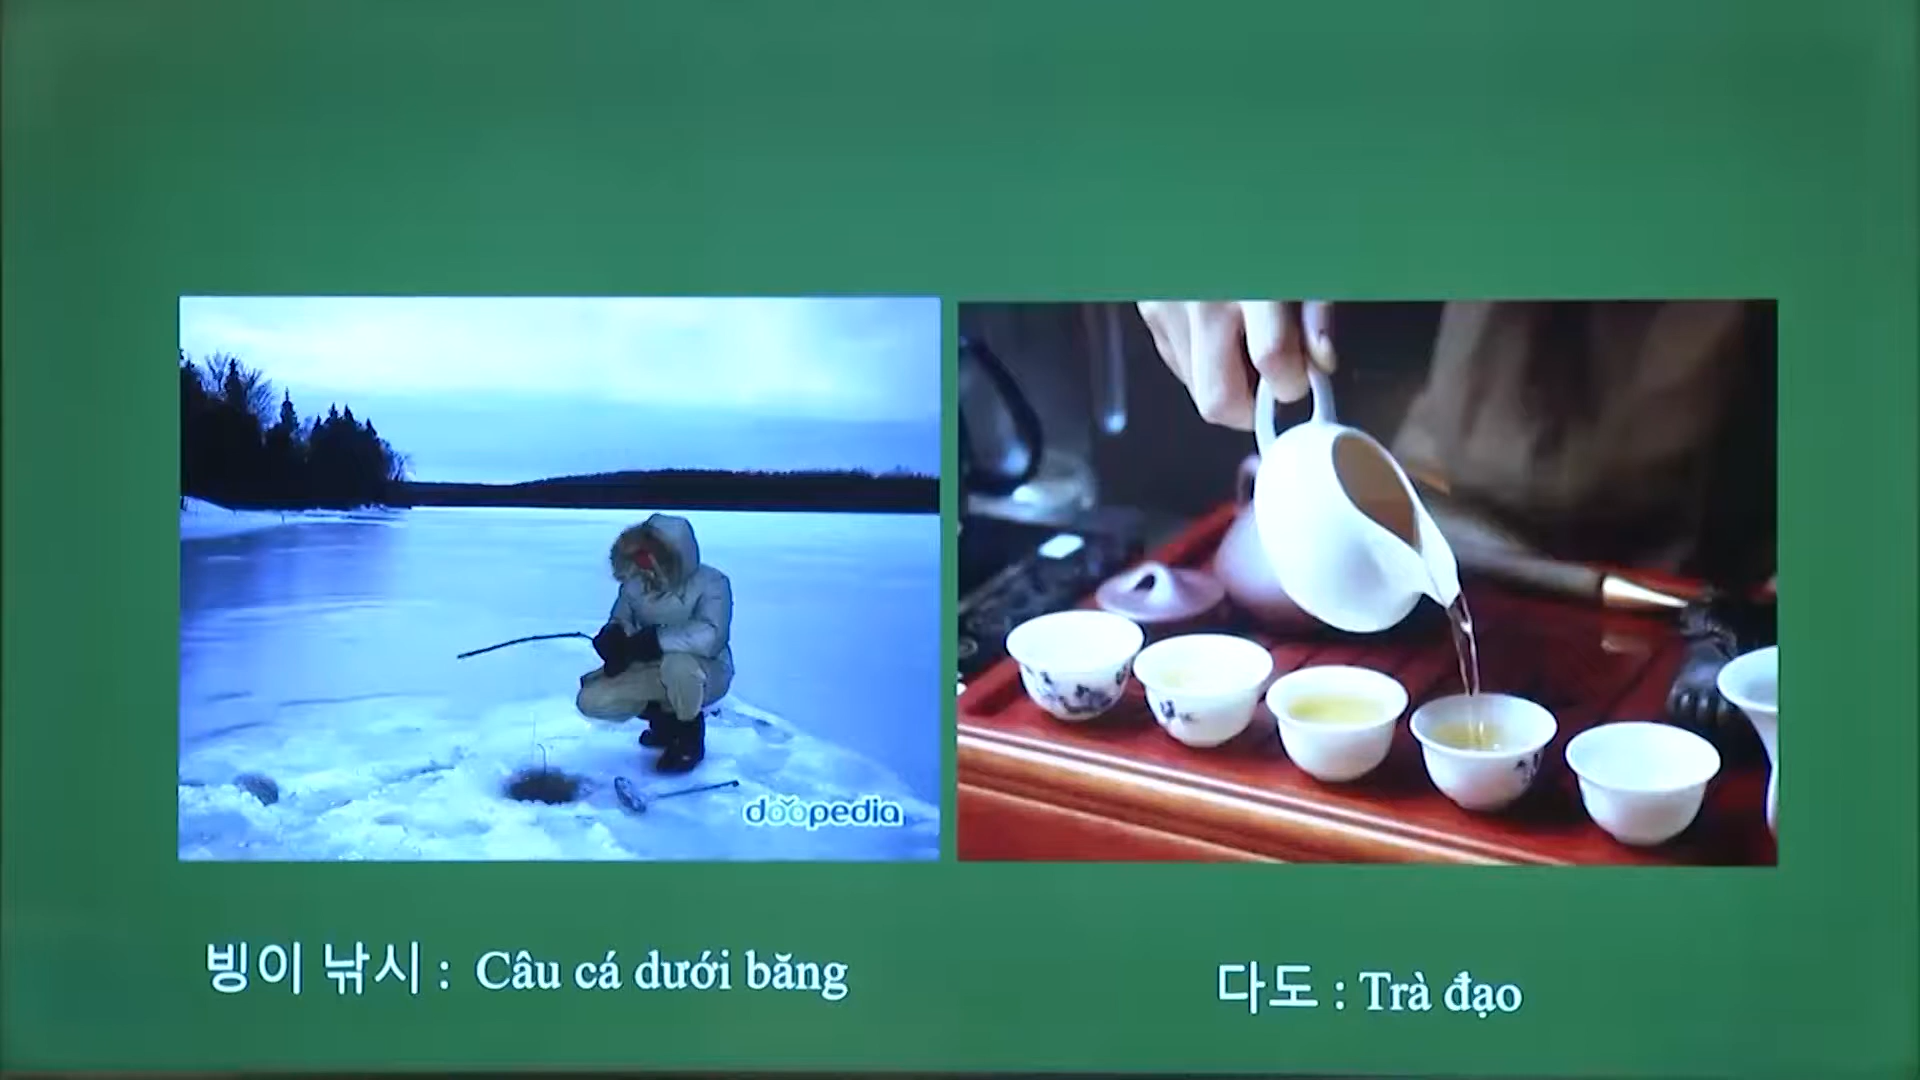 doopedia
빙이 낚시 : Câu cá dưới băng
다도 : Trà đạo